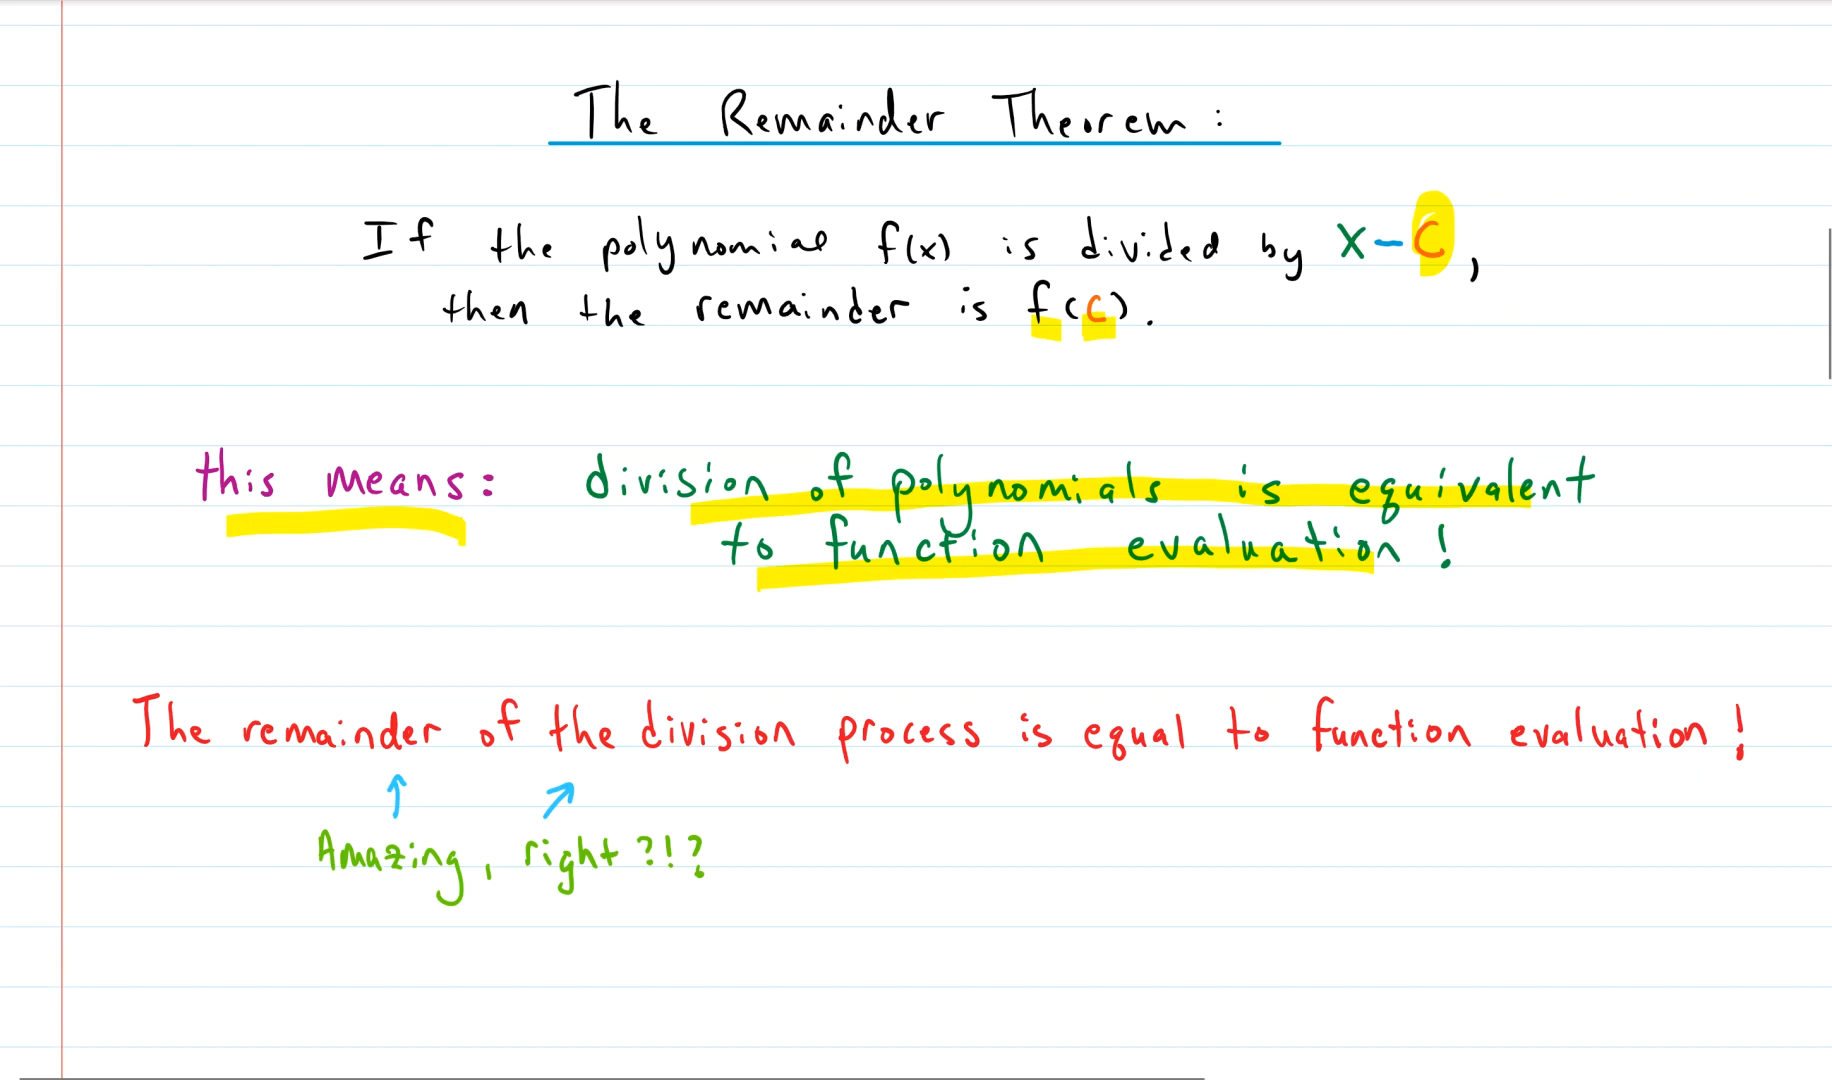 The Remainder Theorem:
If the polynomial f(x) is divided by x-c,
then the remainder is f(c).
this means: division of polynomials is equivalent
to function evaluation!
The remainder of the division process is equal to function evaluation!
Amazing, right?!?